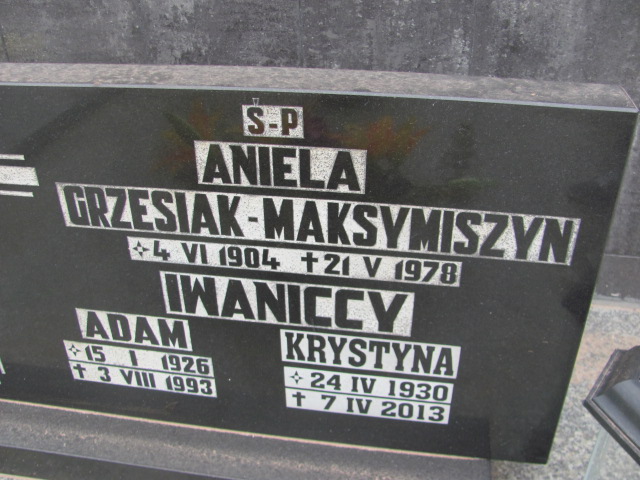 Ś-P
ANIELA
GRZESIAK-MAKSYMISZYN
✧4 VI 1904 ✝21 V 1978
IWANICCY
ADAM
✧15 I 1926
✝3 VIII 1993
KRYSTYNA
✧24 IV 1930
✝7 IV 2013